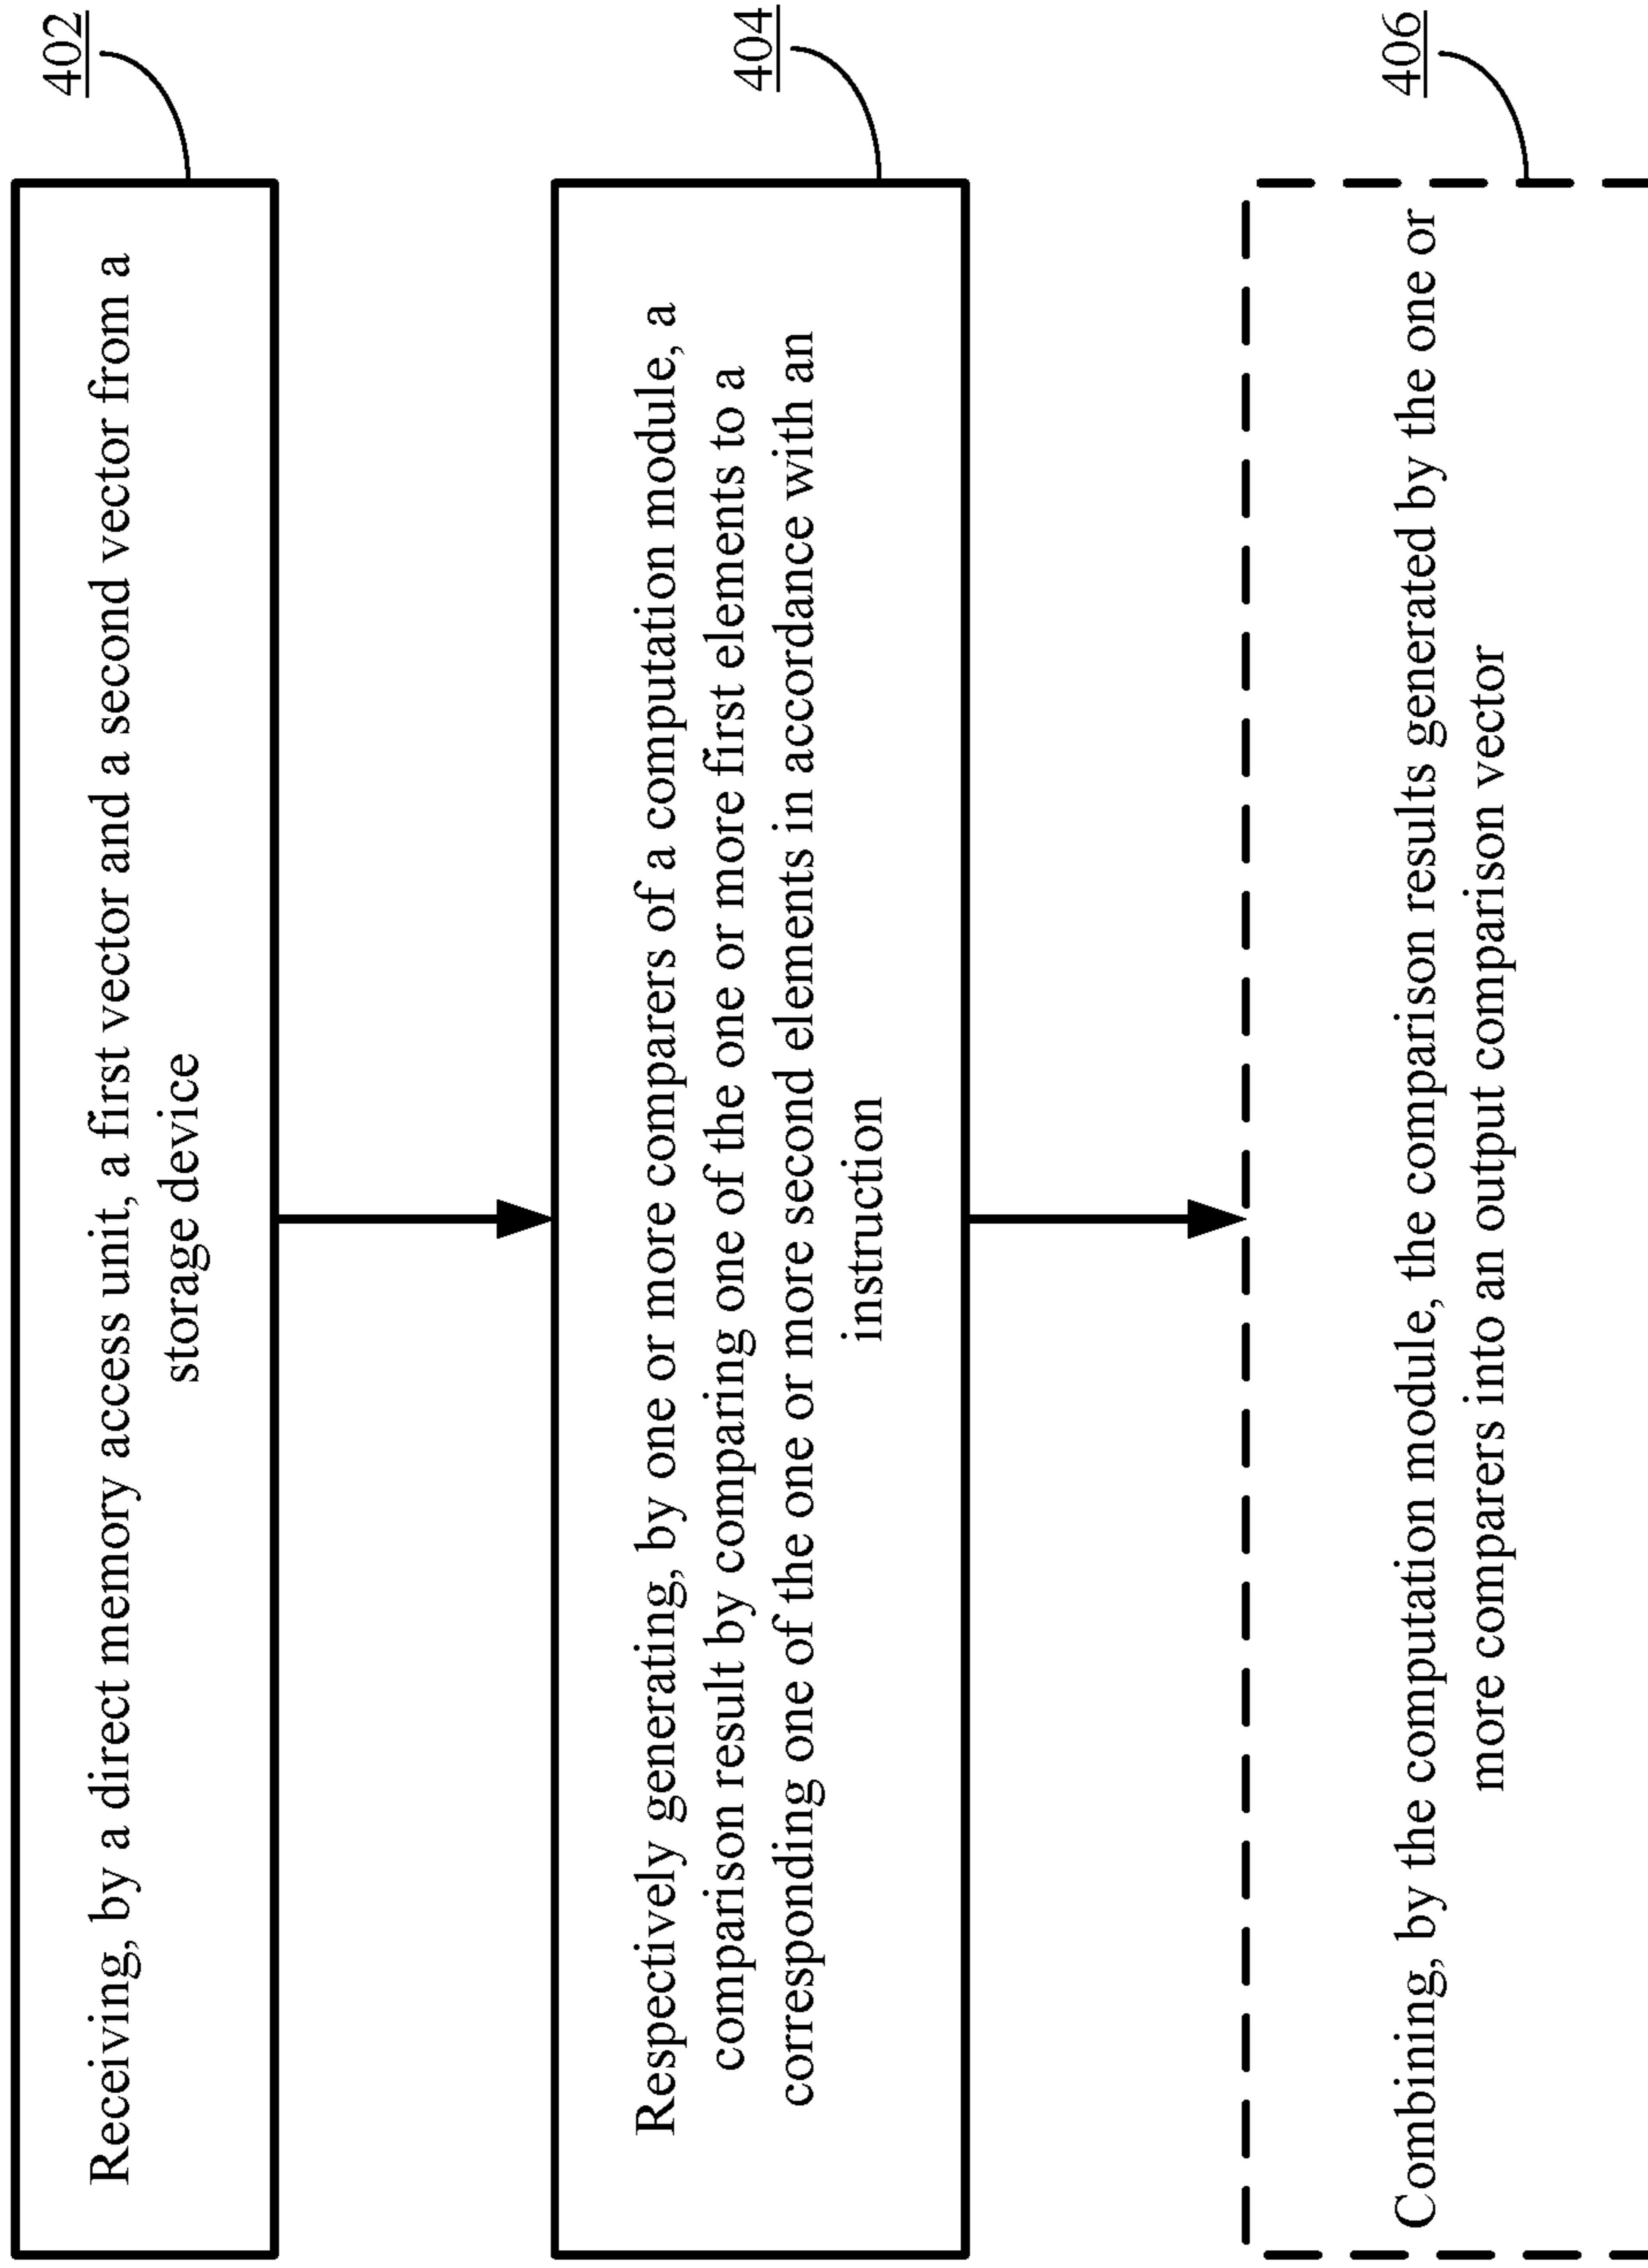 402
Receiving, by a direct memory access unit, a first vector and a second vector from a
storage device
404
Respectively generating, by one or more comparers of a computation module, a
comparison result by comparing one of the one or more first elements to a
corresponding one of the one or more second elements in accordance with an
instruction
406
Combining, by the computation module, the comparison results generated by the one or
more comparers into an output comparison vector